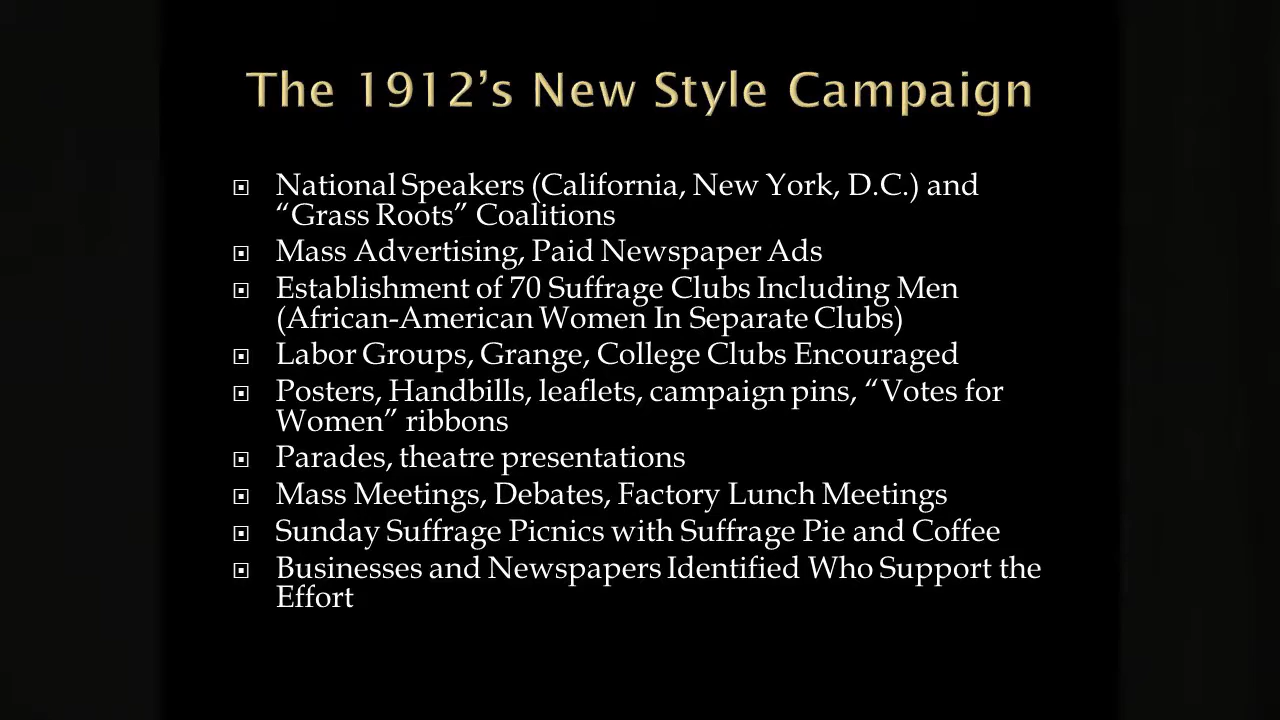 The 1912’s New Style Campaign
National Speakers (California, New York, D.C.) and
“Grass Roots” Coalitions
Mass Advertising, Paid Newspaper Ads
Establishment of 70 Suffrage Clubs Including Men
(African-American Women In Separate Clubs)
Labor Groups, Grange, College Clubs Encouraged
Posters, Handbills, leaflets, campaign pins, “Votes for
Women” ribbons
Parades, theatre presentations
Mass Meetings, Debates, Factory Lunch Meetings
Sunday Suffrage Picnics with Suffrage Pie and Coffee
Businesses and Newspapers Identified Who Support the
Effort